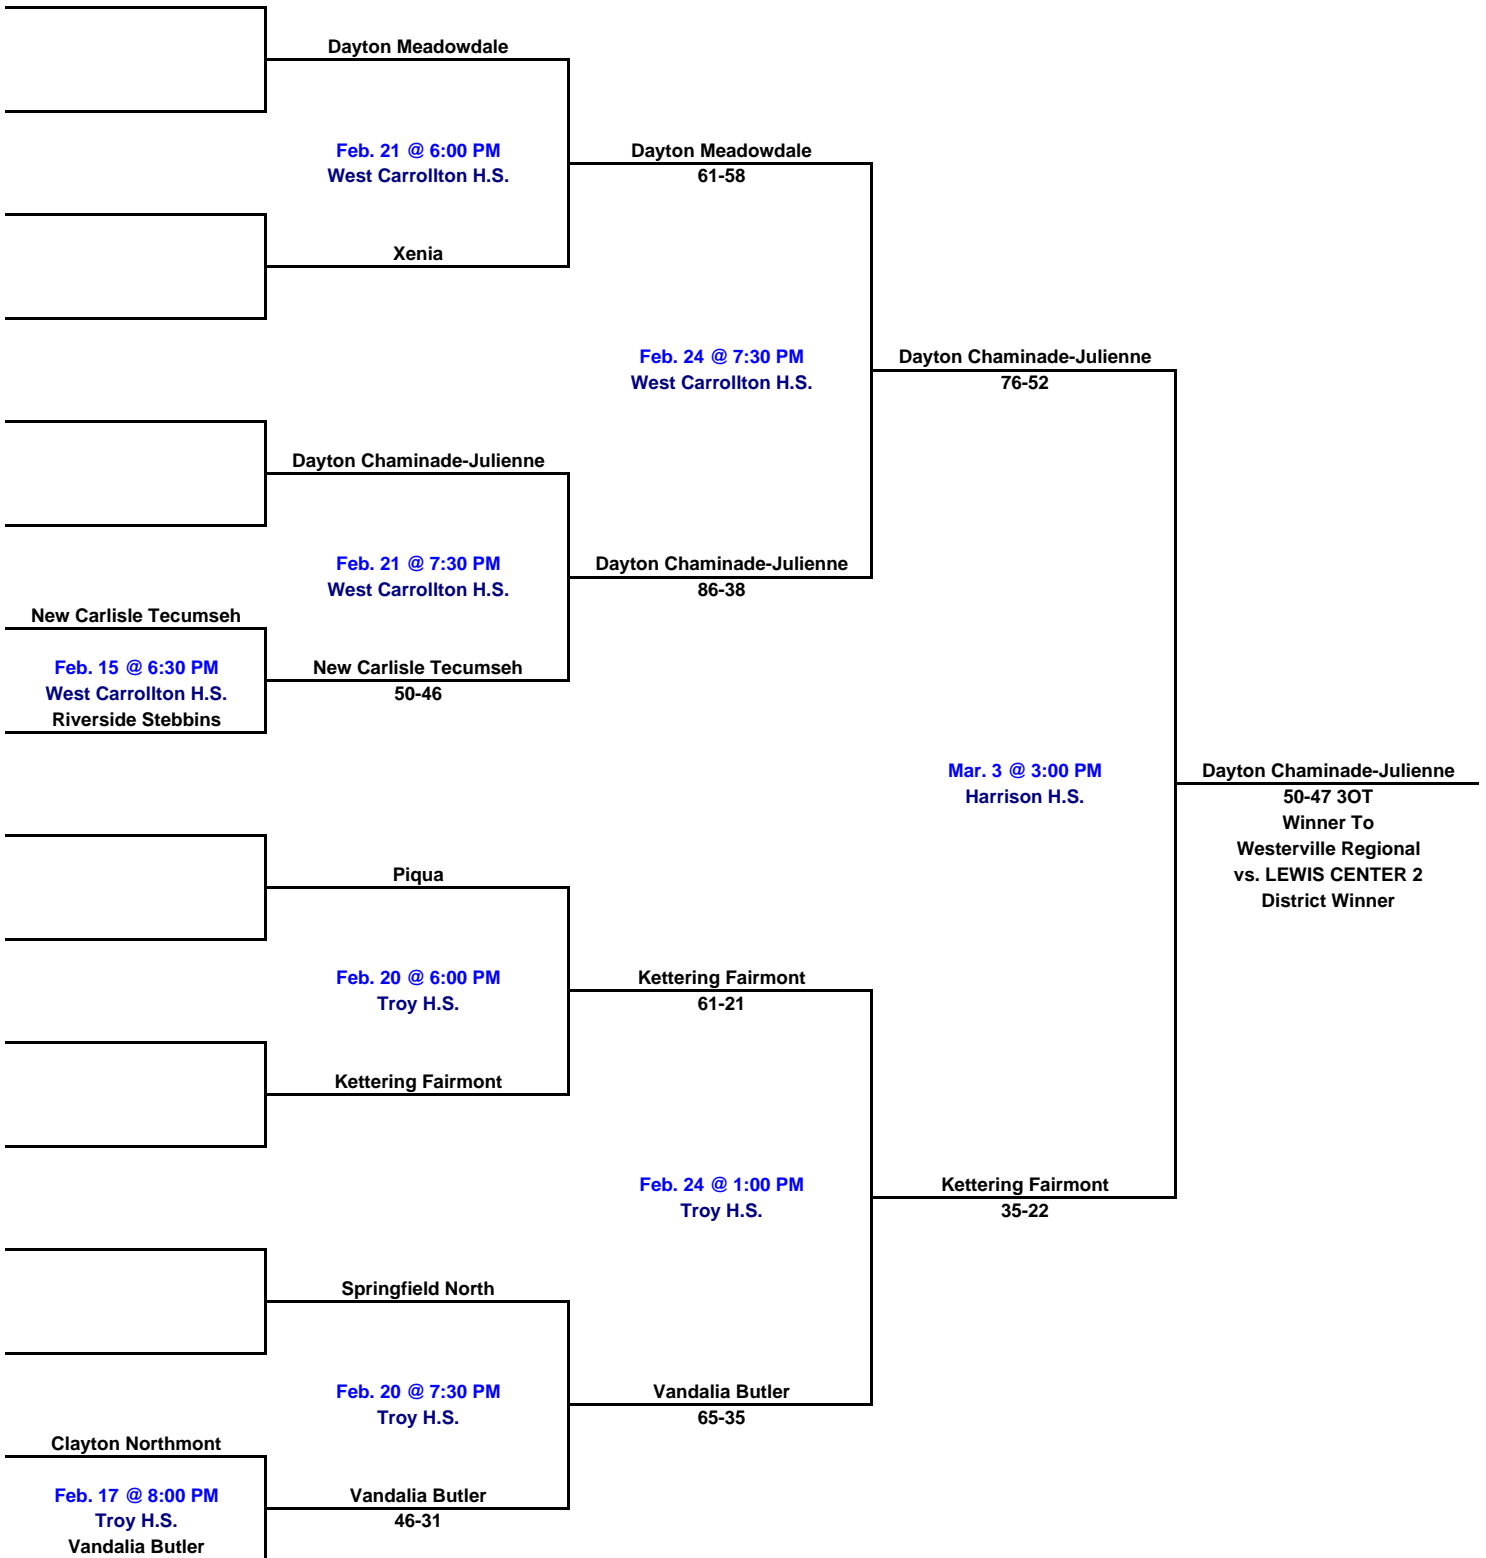 Dayton Meadowdale
Feb. 21 @ 6:00 PM
West Carrollton H.S.
Dayton Meadowdale
61-58
Xenia
Feb. 24 @ 7:30 PM
West Carrollton H.S.
Dayton Chaminade-Julienne
76-52
Dayton Chaminade-Julienne
Feb. 21 @ 7:30 PM
West Carrollton H.S.
Dayton Chaminade-Julienne
86-38
New Carlisle Tecumseh
Feb. 15 @ 6:30 PM
West Carrollton H.S.
Riverside Stebbins
New Carlisle Tecumseh
50-46
Mar. 3 @ 3:00 PM
Harrison H.S.
Dayton Chaminade-Julienne
50-47 3OT
Winner To
Westerville Regional
vs. LEWIS CENTER 2
District Winner
Piqua
Feb. 20 @ 6:00 PM
Troy H.S.
Kettering Fairmont
61-21
Kettering Fairmont
Feb. 24 @ 1:00 PM
Troy H.S.
Kettering Fairmont
35-22
Springfield North
Feb. 20 @ 7:30 PM
Troy H.S.
Vandalia Butler
65-35
Clayton Northmont
Feb. 17 @ 8:00 PM
Troy H.S.
Vandalia Butler
Vandalia Butler
46-31